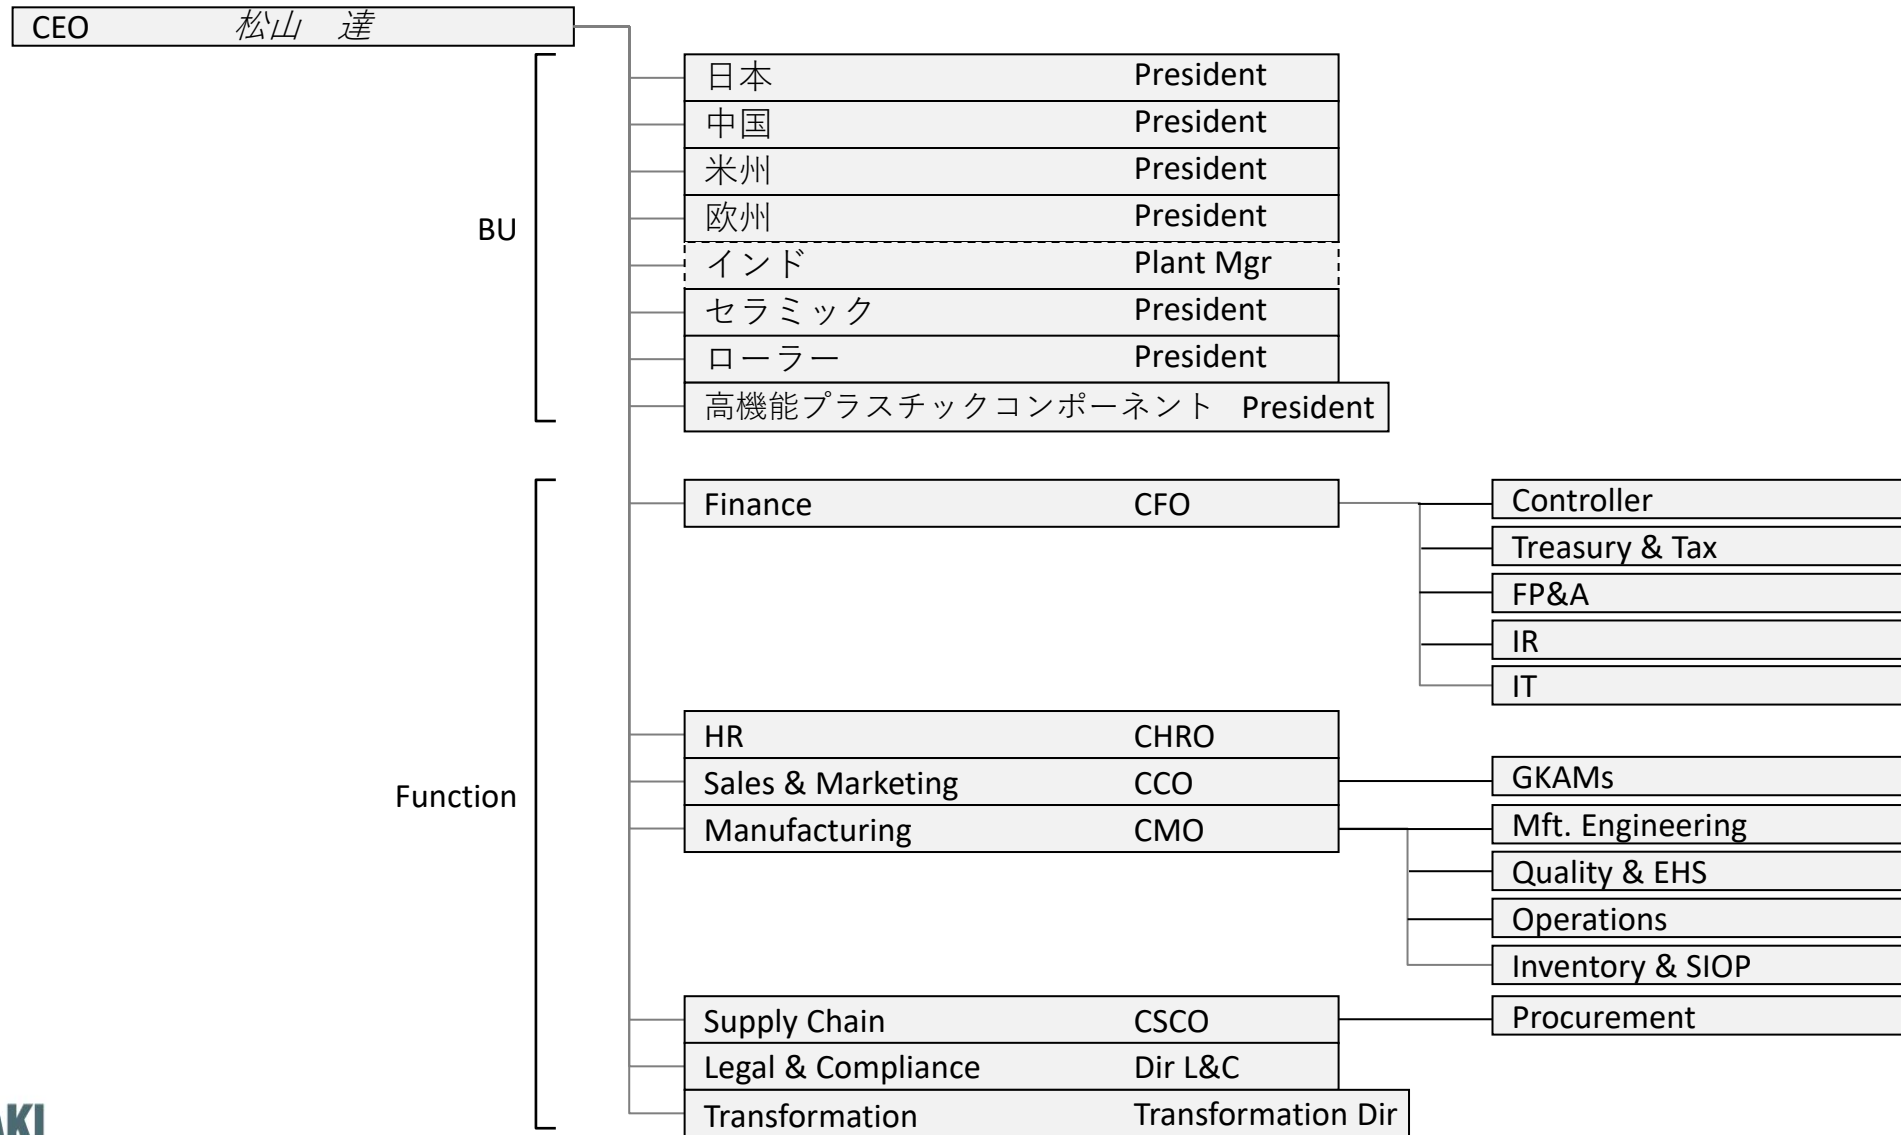 CEO 松山 達
BU
日本 President
中国 President
米州 President
欧州 President
インド Plant Mgr
セラミック President
ローラー President
高機能プラスチックコンポーネント President
Function
Finance CFO
Controller
Treasury & Tax
FP&A
IR
IT
HR CHRO
Sales & Marketing CCO
GKAMs
Manufacturing CMO
Mft. Engineering
Quality & EHS
Operations
Inventory & SIOP
Supply Chain CSCO
Procurement
Legal & Compliance Dir L&C
Transformation Transformation Dir